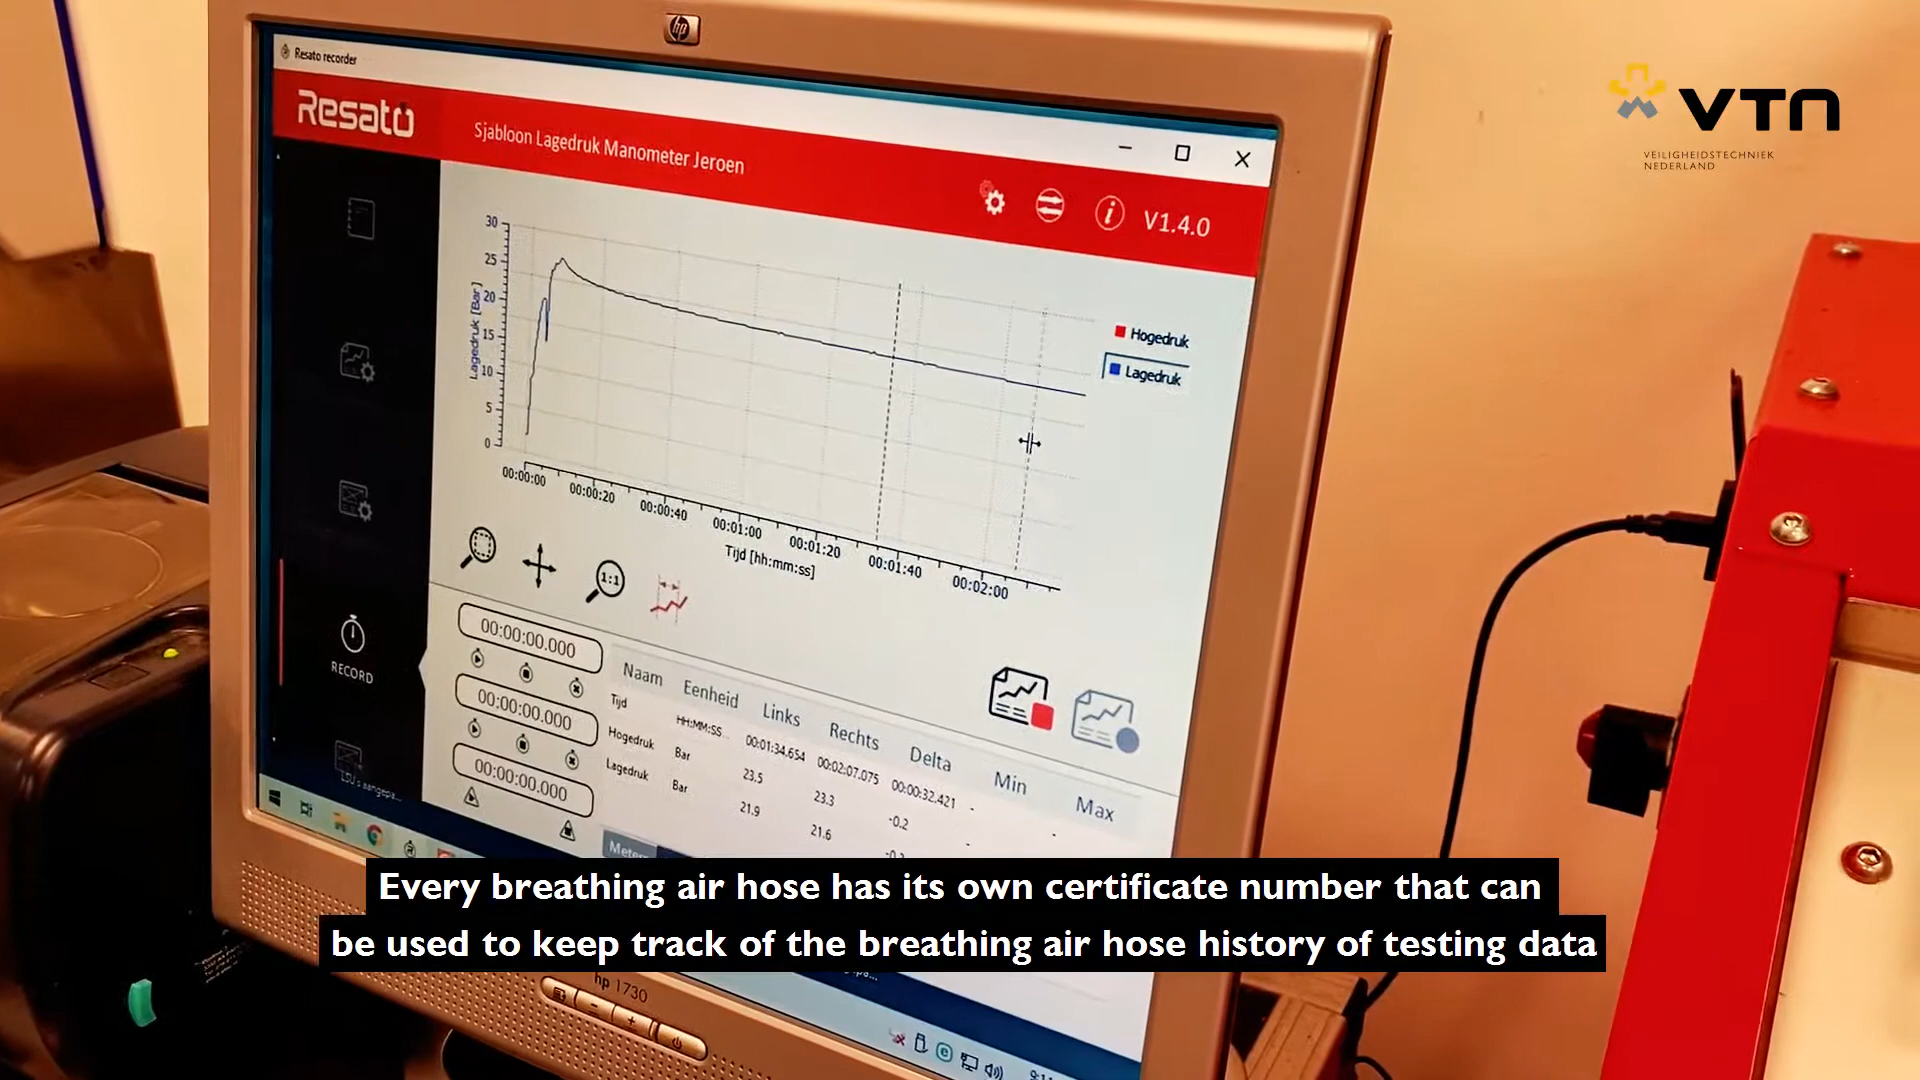 Resato recorder
Resato
Sjabloon Lagedruk Manometer Jeroen
V1.4.0
VTN
VEILIGHEIDSTECHNIEK
NEDERLAND
30
25
20
15
10
5
0
Lagedruk [Bar]
Hogedruk
Lagedruk
00:00:00
00:00:20
00:00:40
00:01:00
00:01:20
00:01:40
00:02:00
Tijd [hh:mm:ss]
1:1
RECORD
00:00:00.000
00:00:00.000
00:00:00.000
Naam Eenheid Links Rechts Delta Min Max
Tijd HH:MM:SS... 00:01:34.654 00:02:07.075 00:00:32.421 - -
Hogedruk Bar 23.5 23.3 -0.2 -
Lagedruk Bar 21.9 21.6
Every breathing air hose has its own certificate number that can
be used to keep track of the breathing air hose history of testing data
hp 1730